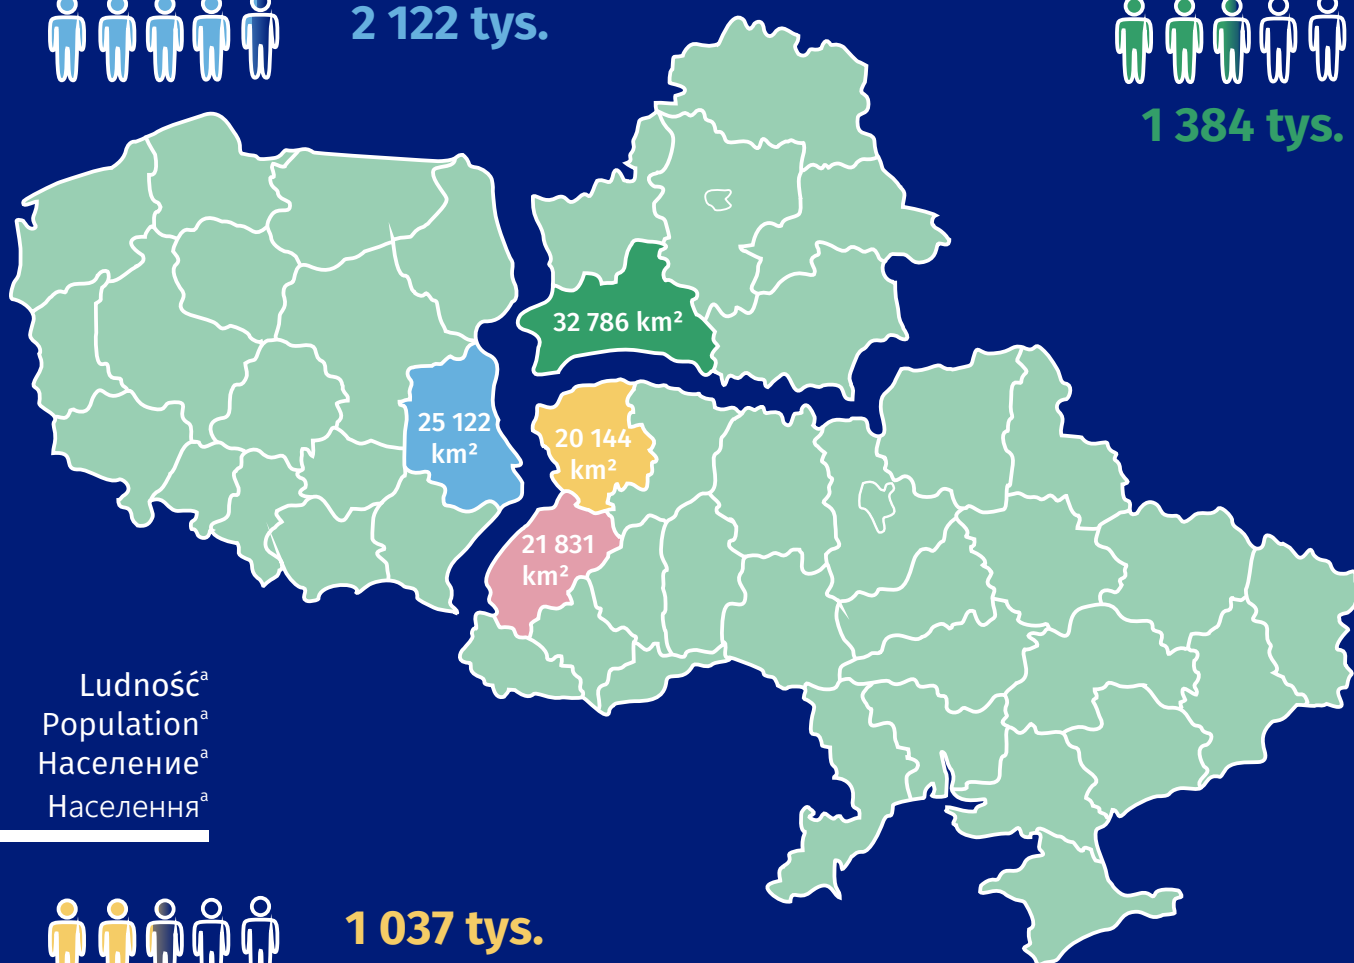 2 122 tys.
1 384 tys.
32 786 km²
25 122
km²
20 144
km²
21 831
km²
Ludnośćᵃ
Populationᵃ
Населениеᵃ
Населенняᵃ
1 037 tys.